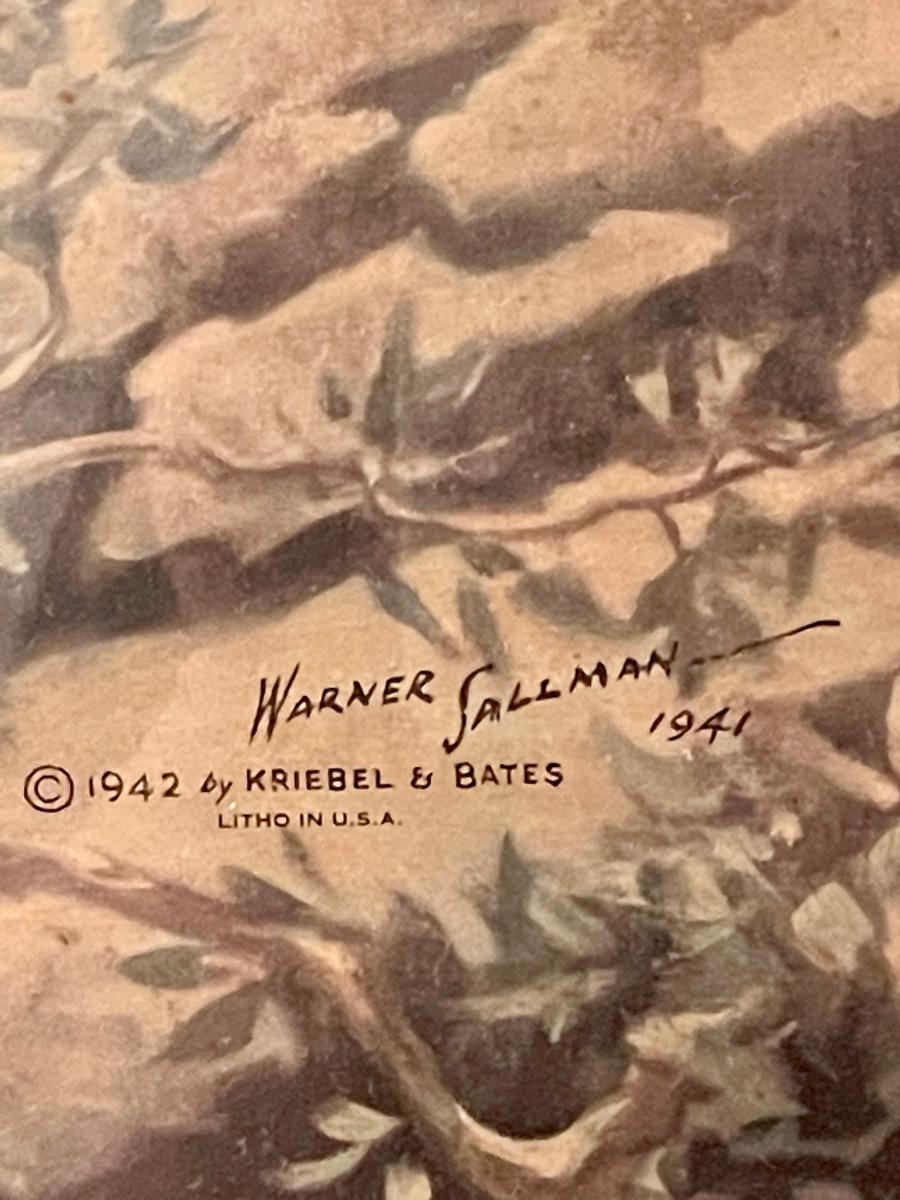 WARNER SALLMAN
1941
© 1942 by KRIEBEL & BATES
LITHO IN U.S.A.